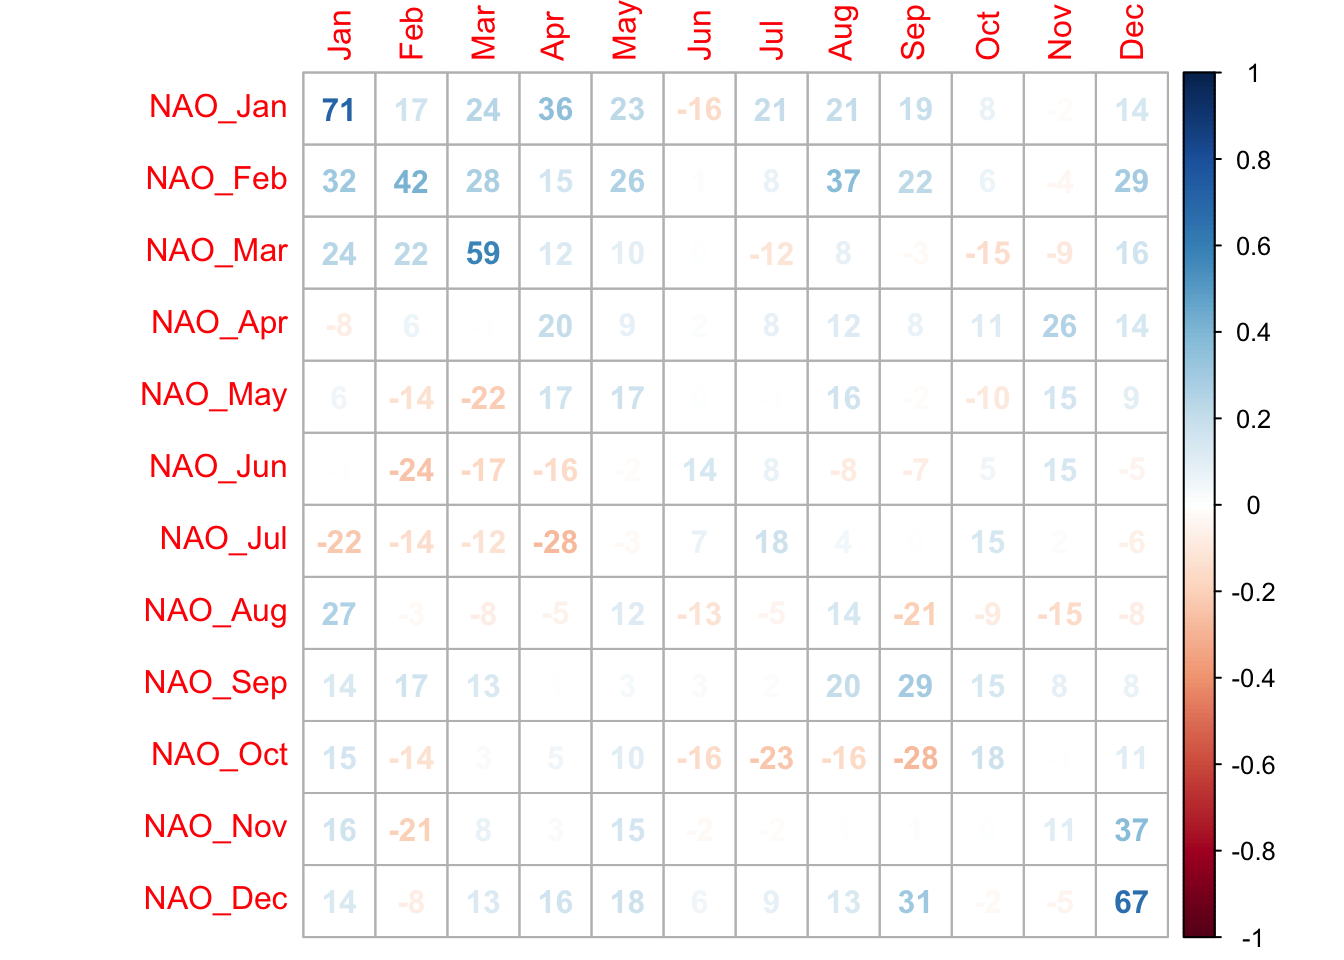 Jan Feb Mar Apr May Jun Jul Aug Sep Oct Nov Dec
NAO_Jan 71 17 24 36 23 -16 21 21 19 8 -2 14
NAO_Feb 32 42 28 15 26 1 8 37 22 6 -4 29
NAO_Mar 24 22 59 12 10 -12 8 -3 -15 -9 16
NAO_Apr -8 6 20 9 2 8 12 8 11 26 14
NAO_May 6 -14 -22 17 17 16 -2 -10 15 9
NAO_Jun -24 -17 -16 -2 14 8 -8 -7 5 15 -5
NAO_Jul -22 -14 -12 -28 -3 7 18 4 15 2 -6
NAO_Aug 27 -3 -8 -5 12 -13 -5 14 -21 -9 -15 -8
NAO_Sep 14 17 13 3 3 2 20 29 15 8 8
NAO_Oct 15 -14 3 5 10 -16 -23 -16 -28 18 11
NAO_Nov 16 -21 8 3 15 -2 -2 11 37
NAO_Dec 14 -8 13 16 18 6 9 13 31 -2 -5 67
1
0.8
0.6
0.4
0.2
0
-0.2
-0.4
-0.6
-0.8
-1